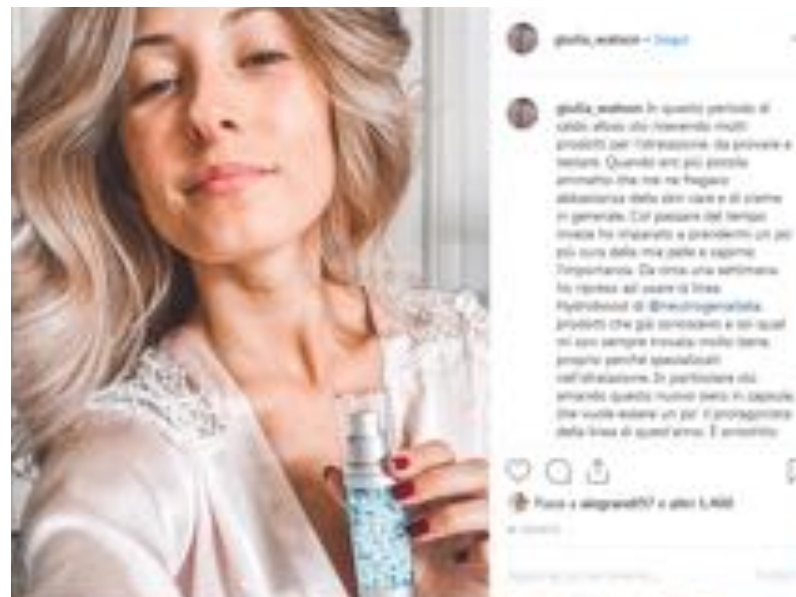 giulia_watson • Segui
giulia_watson In questo periodo di
caldo afoso sto ricevendo molti
prodotti per l'idratazione da provare e
testare. Quando ero più piccola
ammetto che me ne fregavo
abbastanza della skin care e di creme
in generale. Col passare del tempo
invece ho imparato a prendermi un po'
più cura della mia pelle e capirne
l'importanza. Da circa una settimana
ho ripreso ad usare la linea
Hydroboost di @neutrogenaitalia,
prodotti che già conoscevo e coi quali
mi son sempre trovata molto bene,
proprio perché specializzati
nell'idratazione. In particolare sto
amando questo nuovo siero in capsule,
che vuole essere un po' il protagonista
della linea di quest'anno. È
Piace a e altri